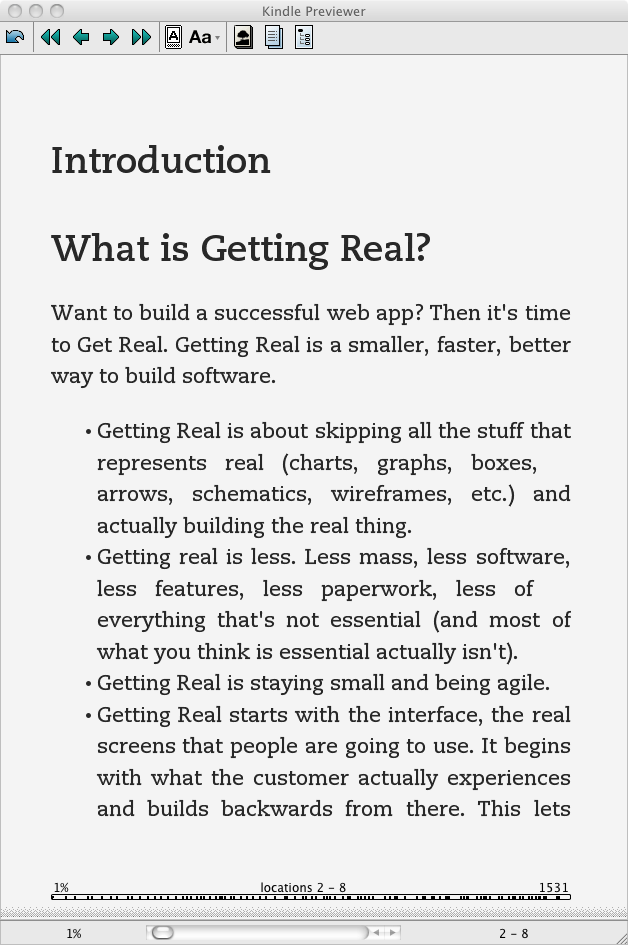 Kindle Previewer
A Aa
Introduction
What is Getting Real?
Want to build a successful web app? Then it's time
to Get Real. Getting Real is a smaller, faster, better
way to build software.
• Getting Real is about skipping all the stuff that
represents real (charts, graphs, boxes,
arrows, schematics, wireframes, etc.) and
actually building the real thing.
• Getting real is less. Less mass, less software,
less features, less paperwork, less of
everything that's not essential (and most of
what you think is essential actually isn't).
• Getting Real is staying small and being agile.
• Getting Real starts with the interface, the real
screens that people are going to use. It begins
with what the customer actually experiences
and builds backwards from there. This lets
1% locations 2 – 8 1531
1% 2 – 8